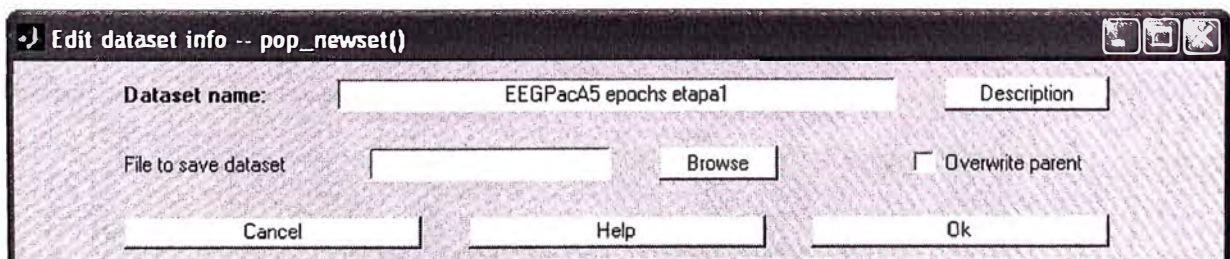 Edit dataset info -- pop_newset()
Dataset name: EEGPacA5 epochs etapa1 Description
File to save dataset Browse Overwrite parent
Cancel Help Ok